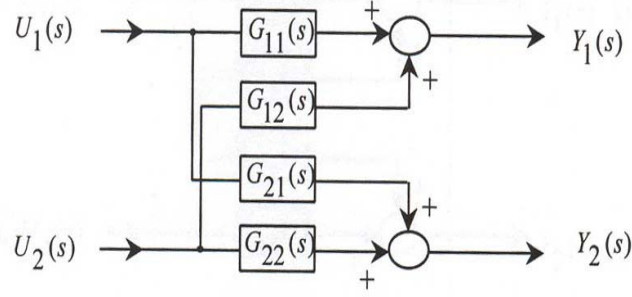 U1(s) + G11(s) Y1(s)
+
G12(s)
G21(s) +
U2(s) G22(s) Y2(s)
+